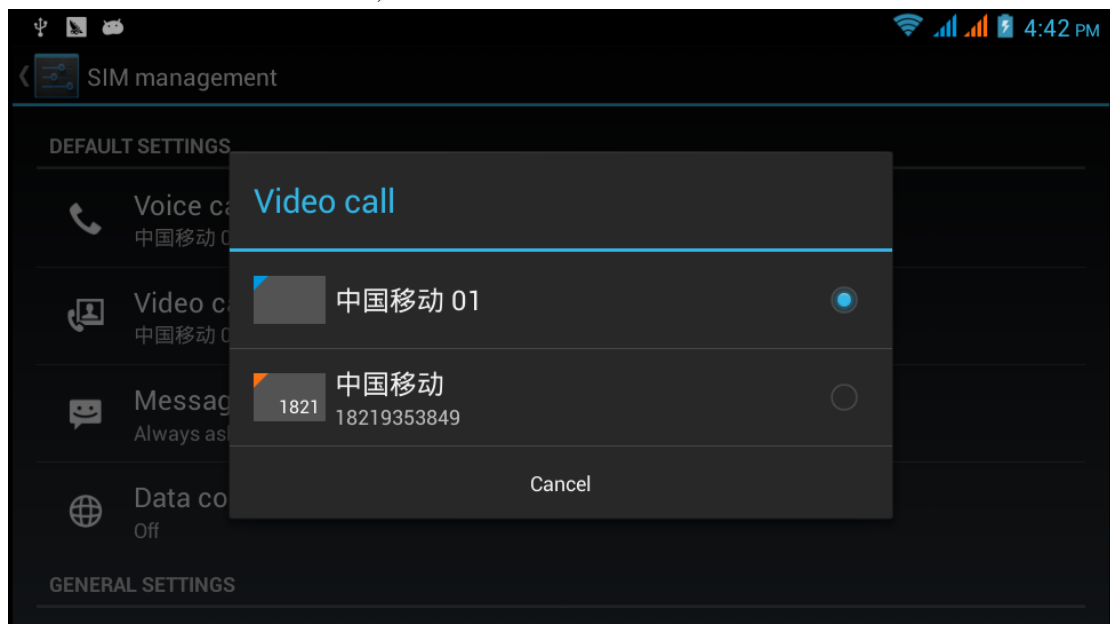 4:42 PM
SIM management
DEFAULT SETTINGS
Voice ca
中国移动 0
Video call
中国移动 01
Video ca
中国移动 0
1821
中国移动
18219353849
Messag
Always ask
Cancel
Data co
Off
GENERAL SETTINGS